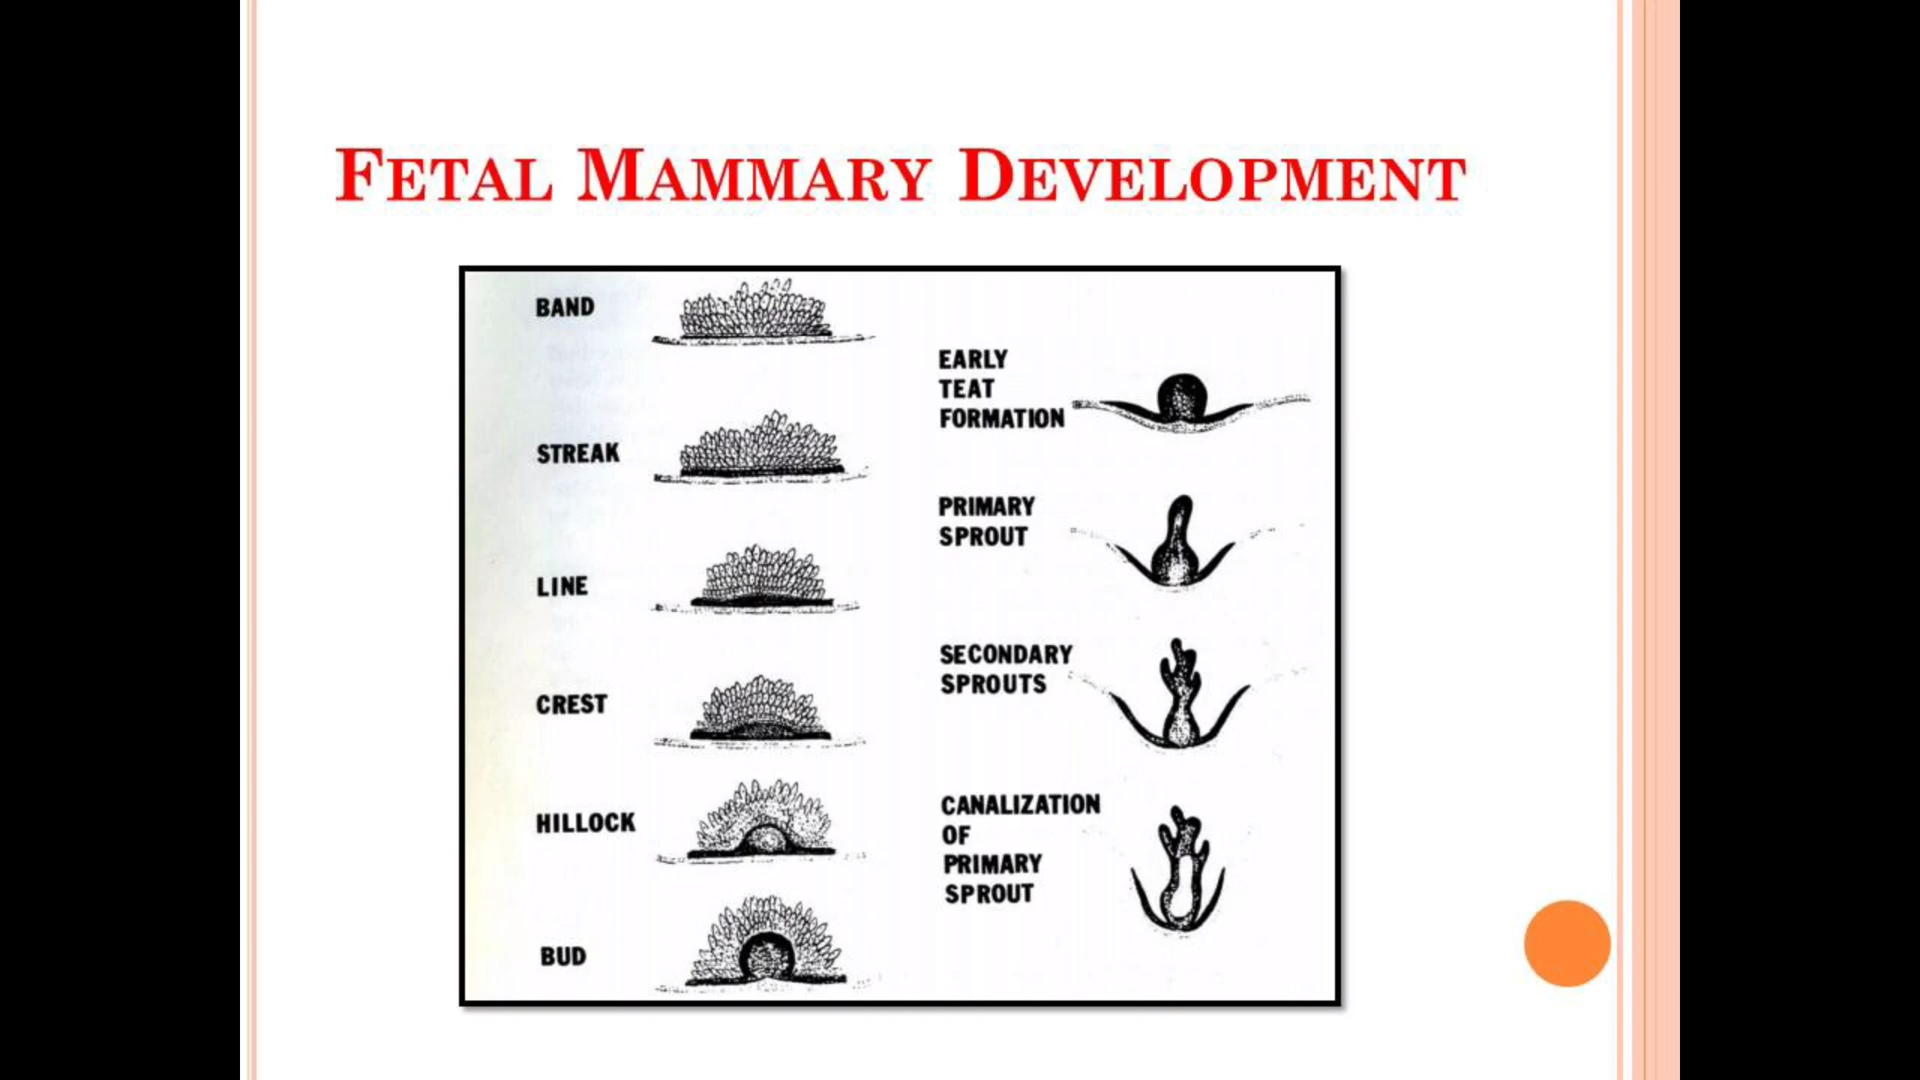 FETAL MAMMARY DEVELOPMENT
BAND
STREAK
LINE
CREST
HILLOCK
BUD
EARLY
TEAT
FORMATION
PRIMARY
SPROUT
SECONDARY
SPROUTS
CANALIZATION
OF
PRIMARY
SPROUT